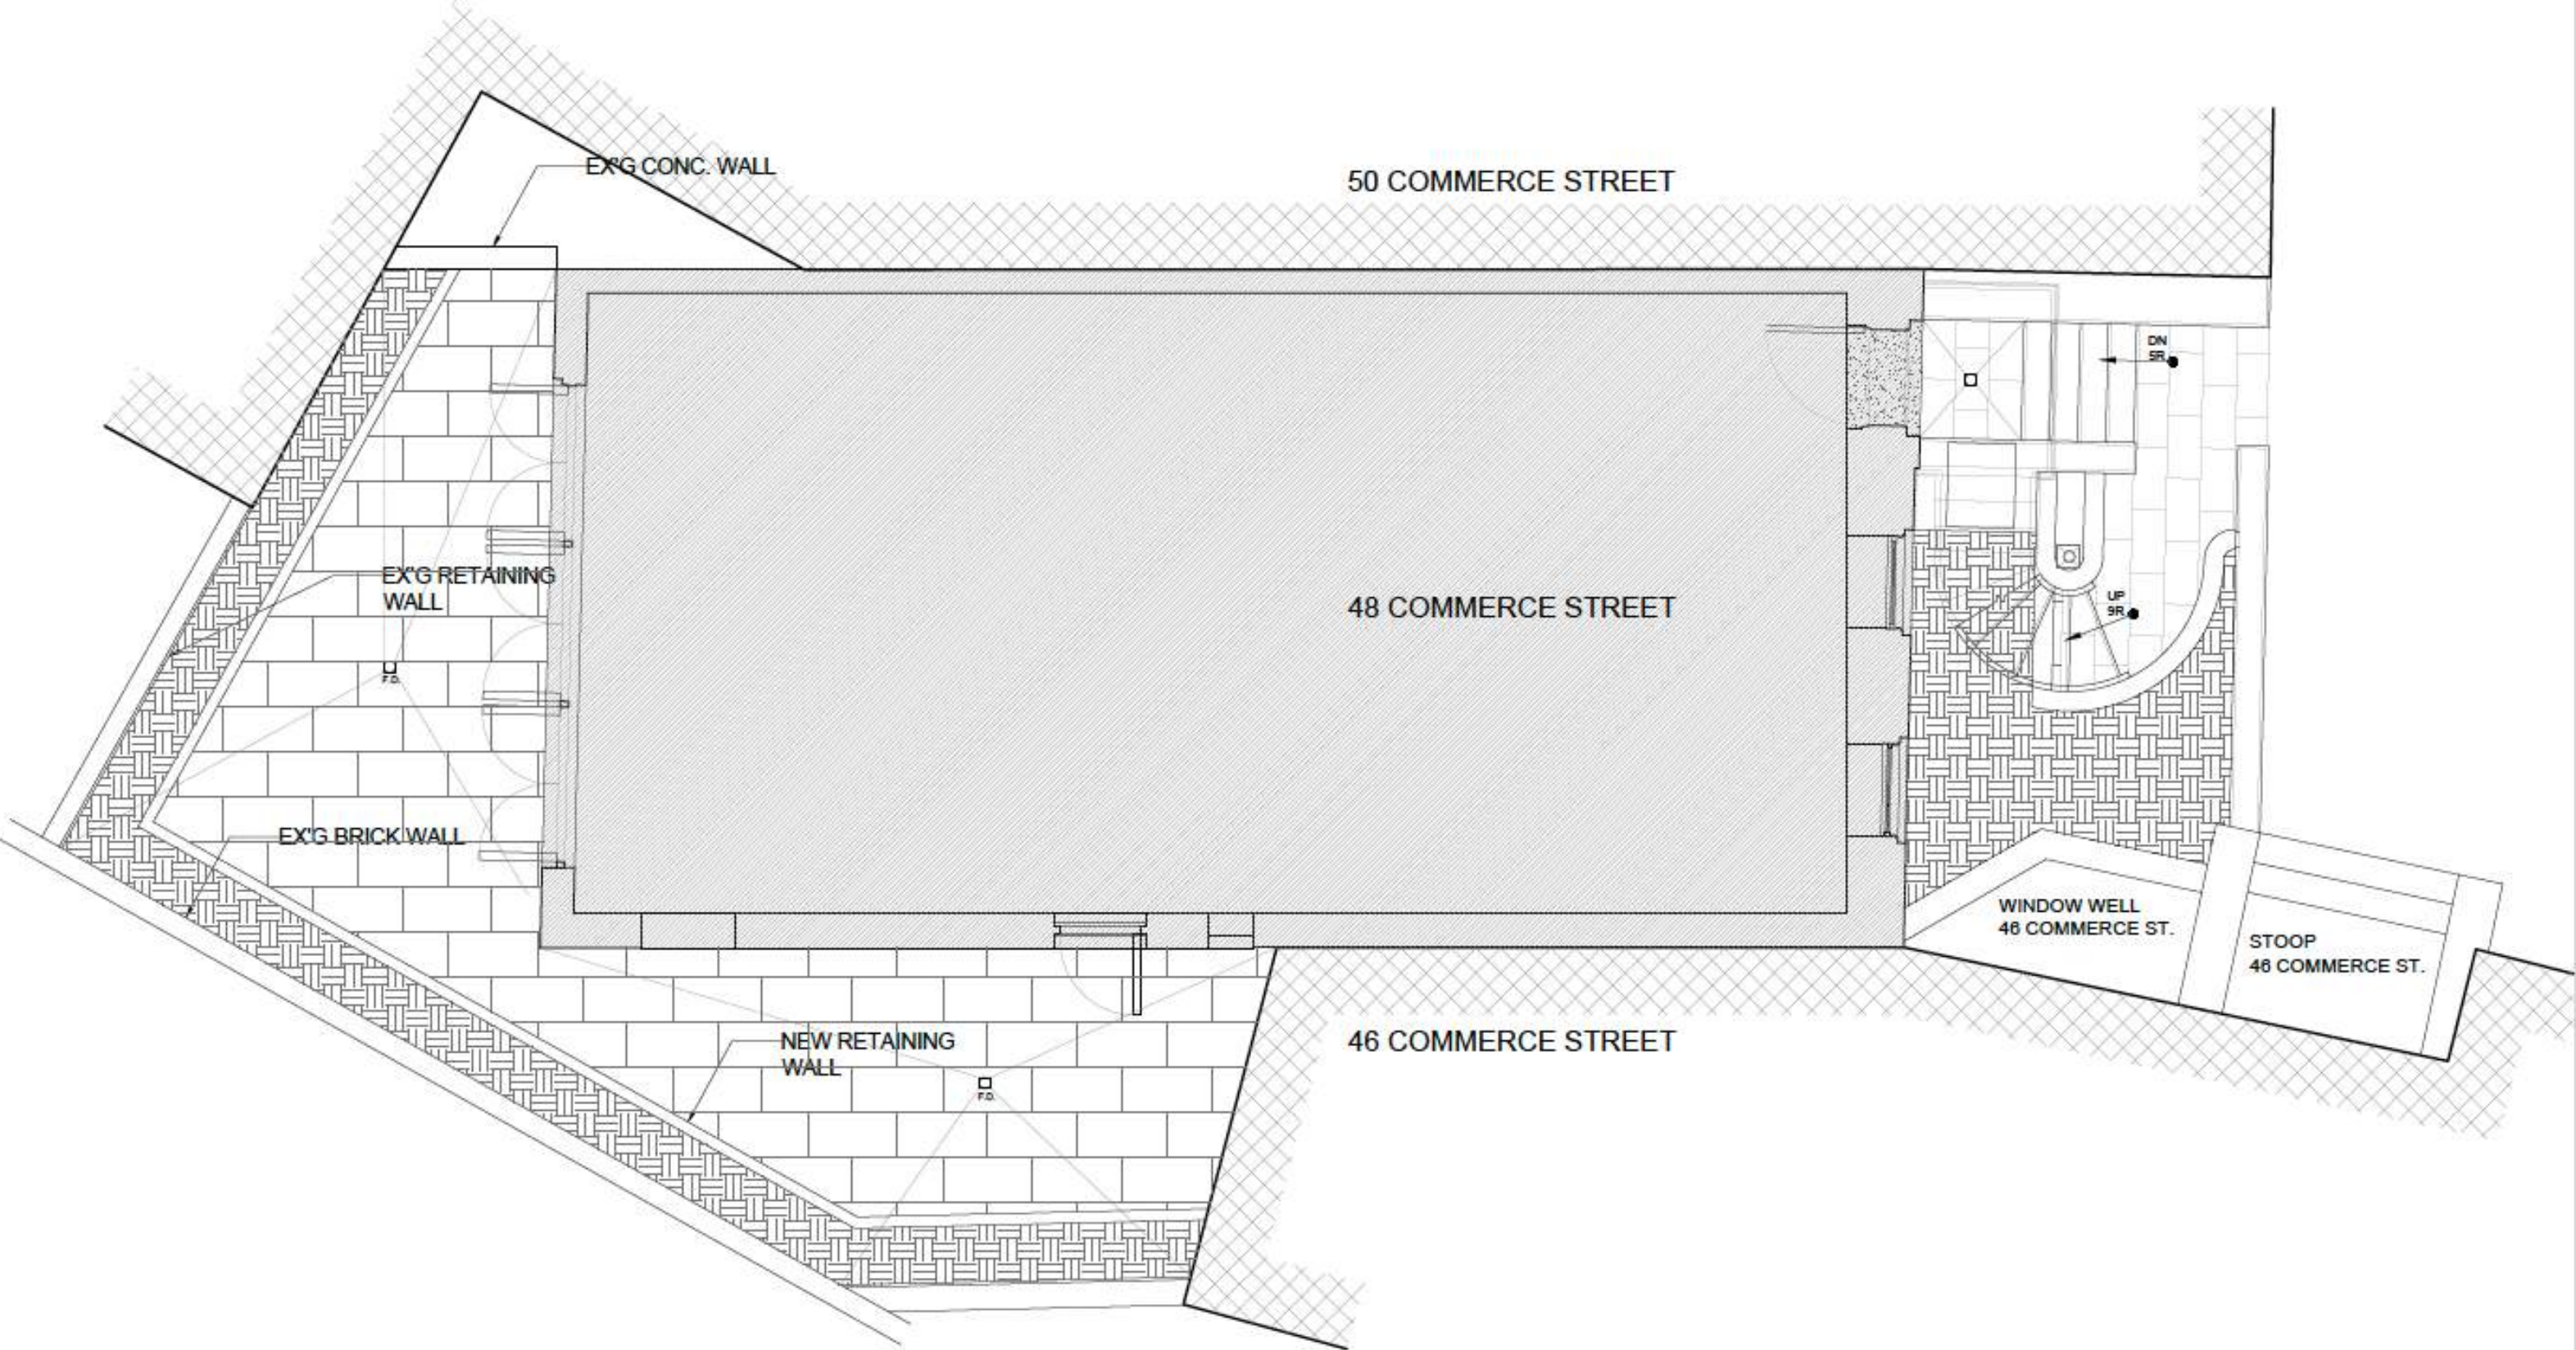 EX'G CONC. WALL
50 COMMERCE STREET
DN
5R.
EX'G RETAINING
WALL
48 COMMERCE STREET
UP
9R.
F.D.
EX'G BRICK WALL
WINDOW WELL
46 COMMERCE ST.
STOOP
46 COMMERCE ST.
NEW RETAINING
WALL
46 COMMERCE STREET
F.D.